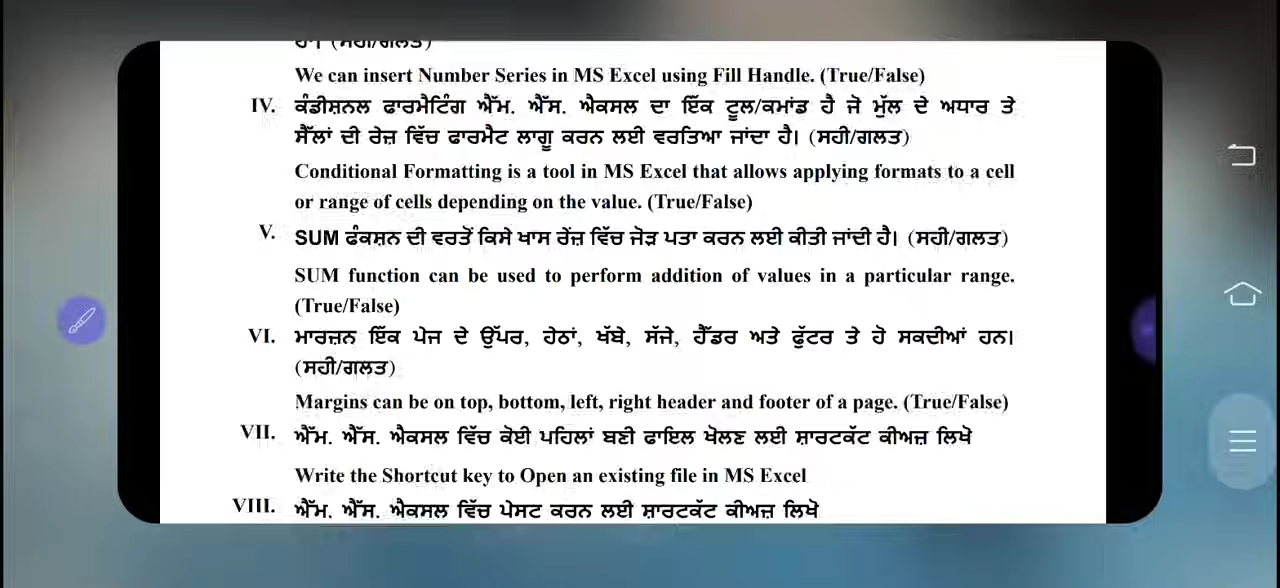 ਹਾਂ। (ਸਹੀ/ਗਲਤ)
We can insert Number Series in MS Excel using Fill Handle. (True/False)
IV. ਕੰਡੀਸ਼ਨਲ ਫਾਰਮੈਟਿੰਗ ਐੱਮ. ਐੱਸ. ਐਕਸਲ ਦਾ ਇੱਕ ਟੂਲ/ਕਮਾਂਡ ਹੈ ਜੋ ਮੁੱਲ ਦੇ ਅਧਾਰ ਤੇ
ਸੈੱਲਾਂ ਦੀ ਰੇਜ਼ ਵਿੱਚ ਫਾਰਮੈਟ ਲਾਗੂ ਕਰਨ ਲਈ ਵਰਤਿਆ ਜਾਂਦਾ ਹੈ। (ਸਹੀ/ਗਲਤ)
Conditional Formatting is a tool in MS Excel that allows applying formats to a cell
or range of cells depending on the value. (True/False)
V. SUM ਫੰਕਸ਼ਨ ਦੀ ਵਰਤੋਂ ਕਿਸੇ ਖਾਸ ਰੇਂਜ਼ ਵਿੱਚ ਜੋੜ ਪਤਾ ਕਰਨ ਲਈ ਕੀਤੀ ਜਾਂਦੀ ਹੈ। (ਸਹੀ/ਗਲਤ)
SUM function can be used to perform addition of values in a particular range.
(True/False)
VI. ਮਾਰਜ਼ਨ ਇੱਕ ਪੇਜ ਦੇ ਉੱਪਰ, ਹੇਠਾਂ, ਖੱਬੇ, ਸੱਜੇ, ਹੈੱਡਰ ਅਤੇ ਫੁੱਟਰ ਤੇ ਹੋ ਸਕਦੀਆਂ ਹਨ।
(ਸਹੀ/ਗਲਤ)
Margins can be on top, bottom, left, right header and footer of a page. (True/False)
VII. ਐੱਮ. ਐੱਸ. ਐਕਸਲ ਵਿੱਚ ਕੋਈ ਪਹਿਲਾਂ ਬਣੀ ਫਾਇਲ ਖੋਲਣ ਲਈ ਸ਼ਾਰਟਕੱਟ ਕੀਅਜ਼ ਲਿਖੋ
Write the Shortcut key to Open an existing file in MS Excel
VIII. ਐੱਮ. ਐੱਸ. ਐਕਸਲ ਵਿੱਚ ਪੇਸਟ ਕਰਨ ਲਈ ਸ਼ਾਰਟਕੱਟ ਕੀਅਜ਼ ਲਿਖੋ